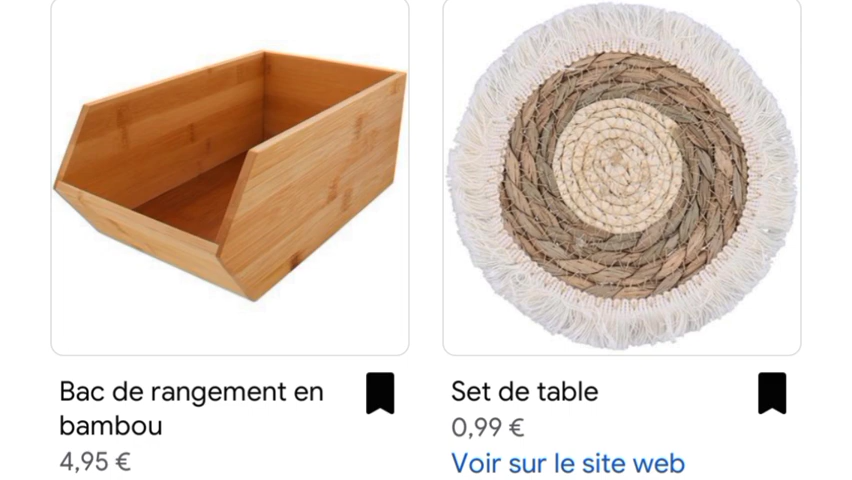 Bac de rangement en
bambou
4,95 €
Set de table
0,99 €
Voir sur le site web